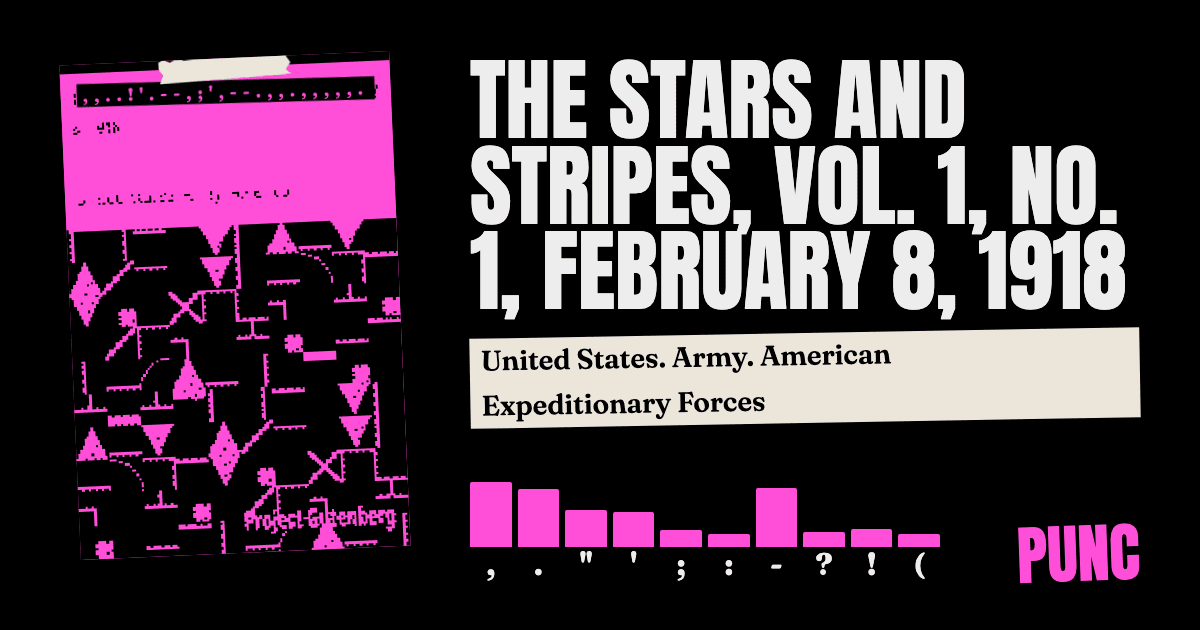 THE STARS AND
STRIPES, VOL. 1, NO.
1, FEBRUARY 8, 1918
United States. Army. American
Expeditionary Forces
Project Gutenberg
, . " ' ; : - ? ! (
PUNC